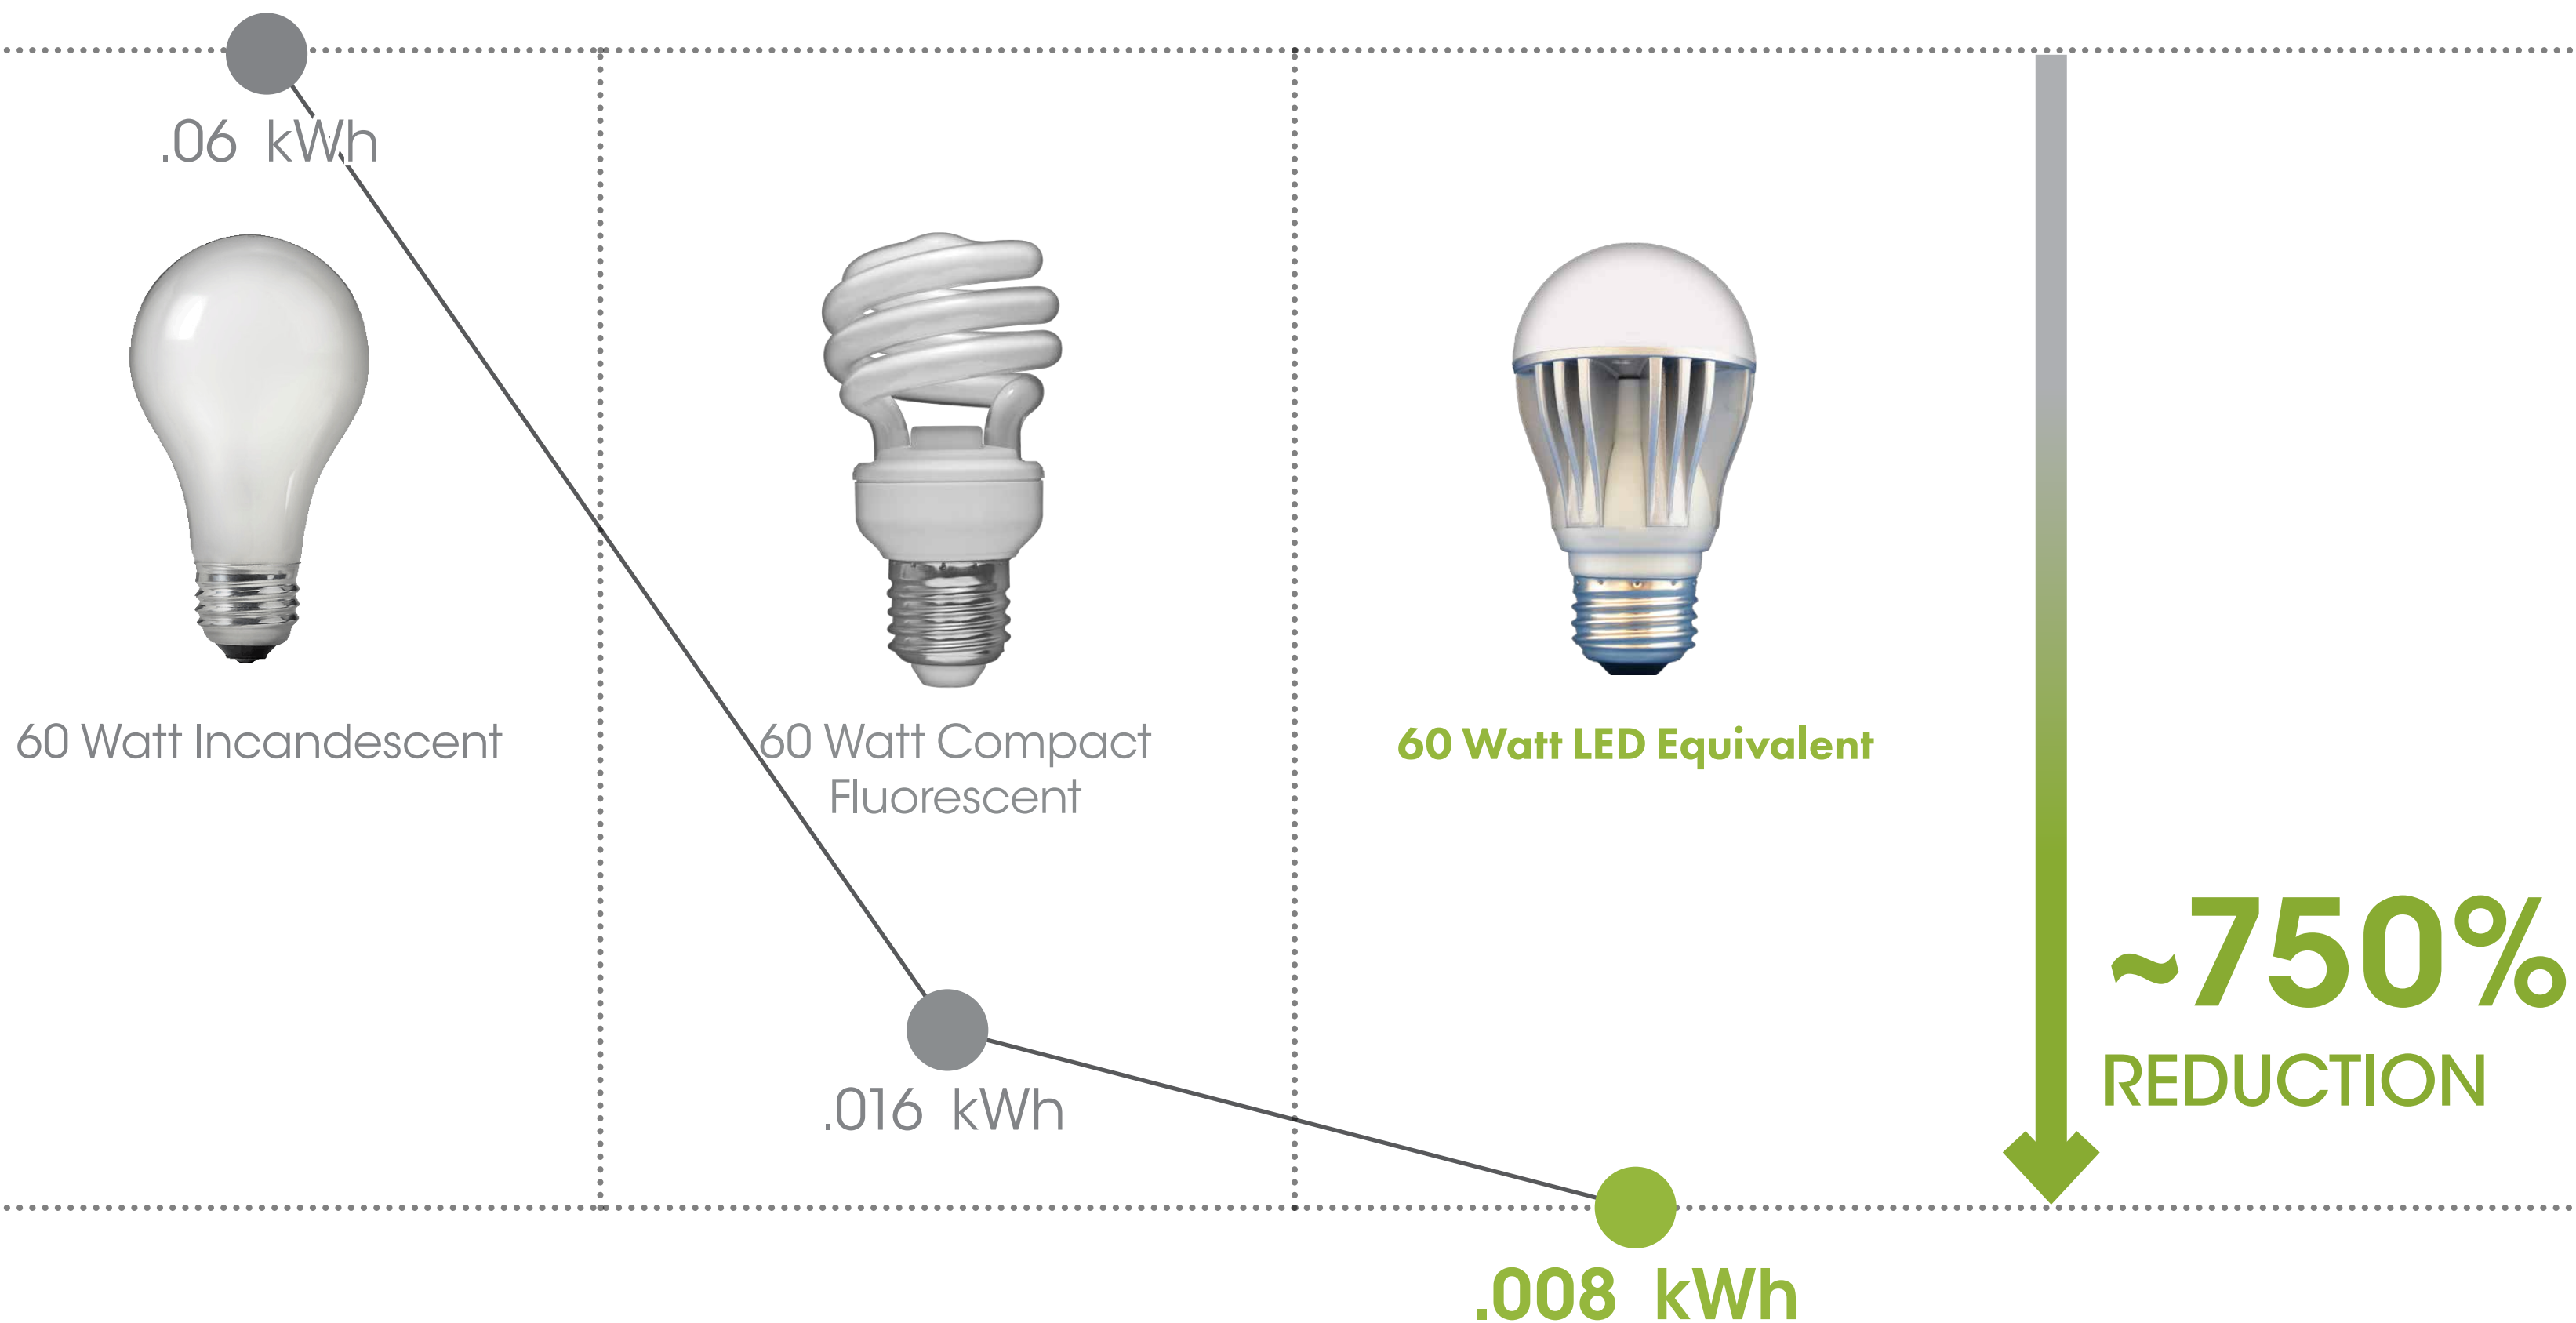 .06 kWh
60 Watt Incandescent
60 Watt Compact
Fluorescent
60 Watt LED Equivalent
~750%
REDUCTION
.016 kWh
.008 kWh